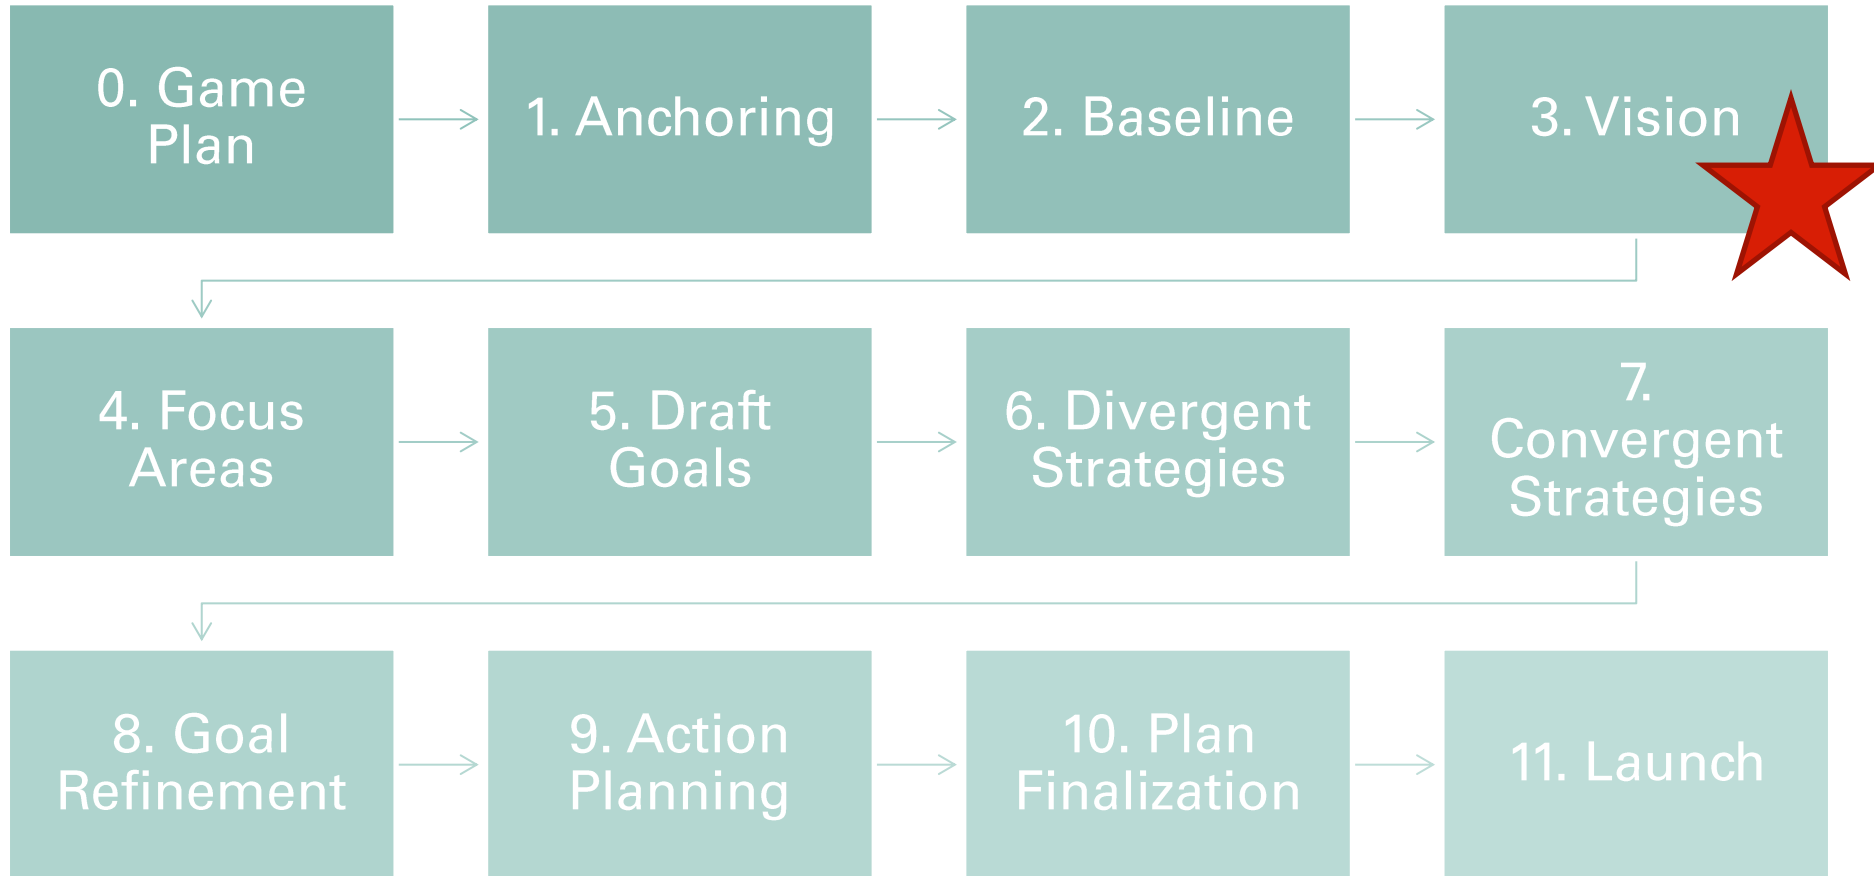 0. Game
Plan
1. Anchoring
2. Baseline
3. Vision
4. Focus
Areas
5. Draft
Goals
6. Divergent
Strategies
7.
Convergent
Strategies
8. Goal
Refinement
9. Action
Planning
10. Plan
Finalization
11. Launch